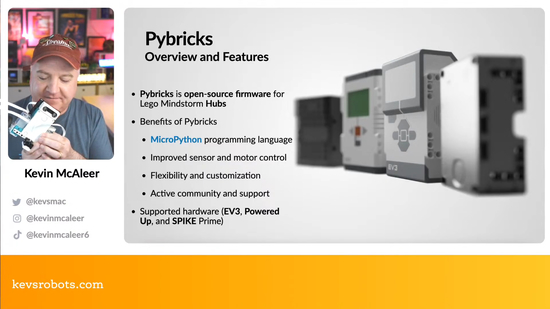 Pybricks
Overview and Features
• Pybricks is open-source firmware for
Lego Mindstorm Hubs
• Benefits of Pybricks
• MicroPython programming language
• Improved sensor and motor control
• Flexibility and customization
• Active community and support
• Supported hardware (EV3, Powered
Up, and SPIKE Prime)
EV3
Kevin McAleer
@kevsmac
@kevinmcaleer
@kevinmcaleer6
kevsrobots.com